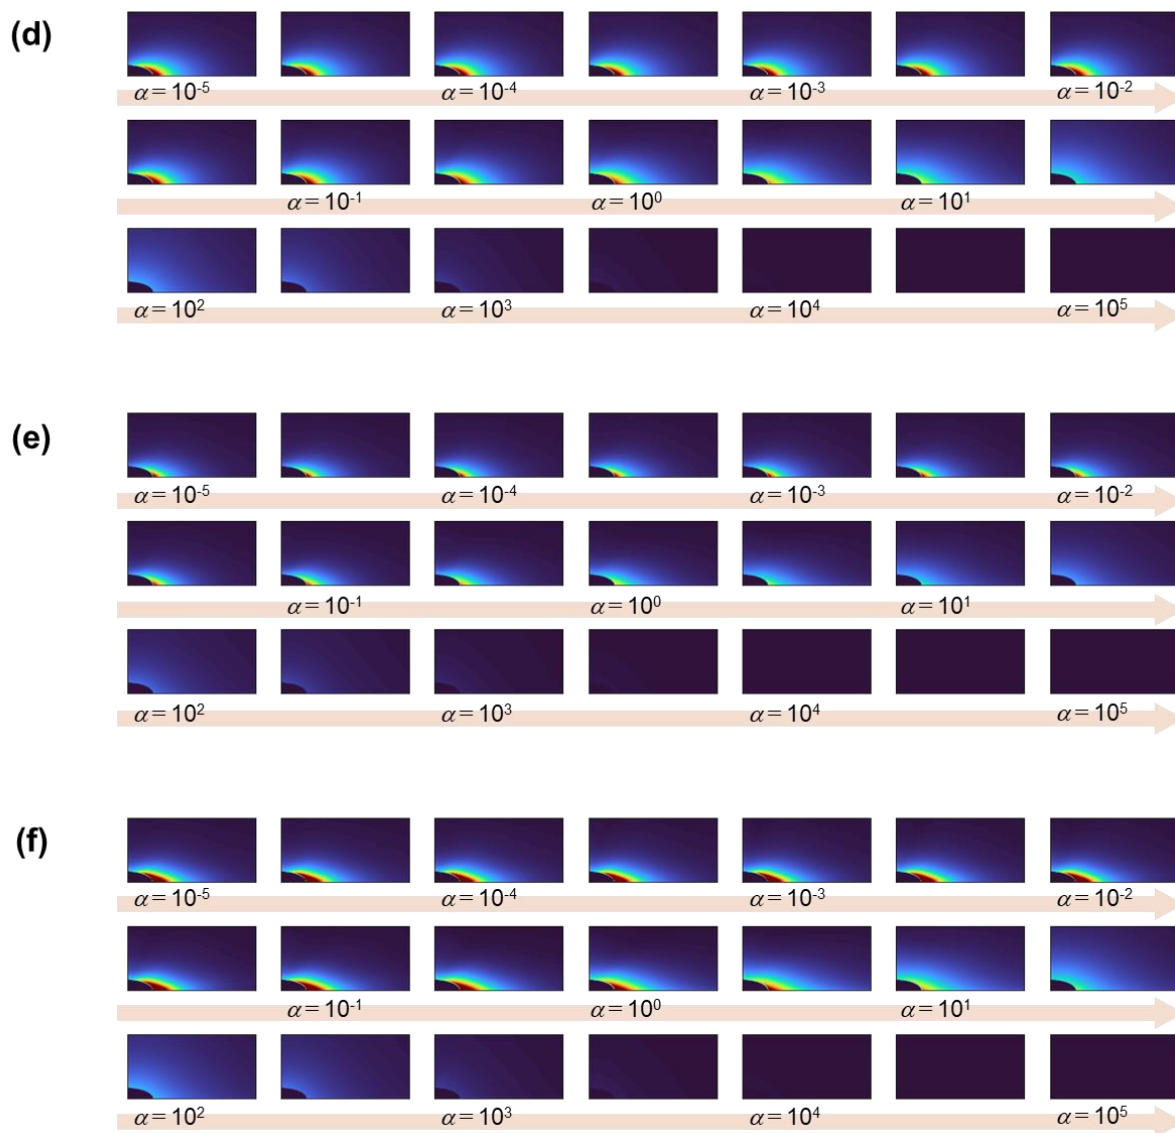 (d)
α = 10-5 α = 10-4 α = 10-3 α = 10-2
α = 10-1 α = 100 α = 101
α = 102 α = 103 α = 104 α = 105
(e)
α = 10-5 α = 10-4 α = 10-3 α = 10-2
α = 10-1 α = 100 α = 101
α = 102 α = 103 α = 104 α = 105
(f)
α = 10-5 α = 10-4 α = 10-3 α = 10-2
α = 10-1 α = 100 α = 101
α = 102 α = 103 α = 104 α = 105